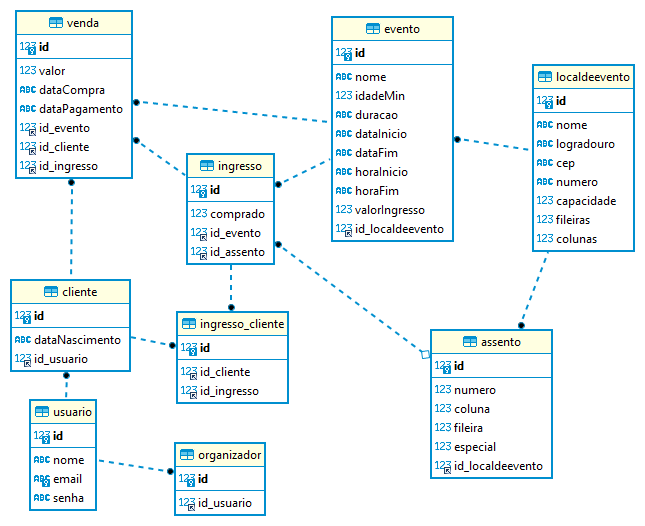 venda
123 id
123 valor
ABC dataCompra
ABC dataPagamento
123 id_evento
123 id_cliente
123 id_ingresso
evento
123 id
ABC nome
123 idadeMin
ABC duracao
ABC dataInicio
ABC dataFim
ABC horaInicio
ABC horaFim
123 valorIngresso
123 id_localdeevento
localdeevento
123 id
ABC nome
ABC logradouro
ABC cep
ABC numero
123 capacidade
123 fileiras
123 colunas
ingresso
123 id
123 comprado
123 id_evento
123 id_assento
cliente
123 id
ABC dataNascimento
123 id_usuario
ingresso_cliente
123 id
123 id_cliente
123 id_ingresso
assento
123 id
123 numero
123 coluna
123 fileira
123 especial
123 id_localdeevento
usuario
123 id
ABC nome
ABC email
ABC senha
organizador
123 id
123 id_usuario